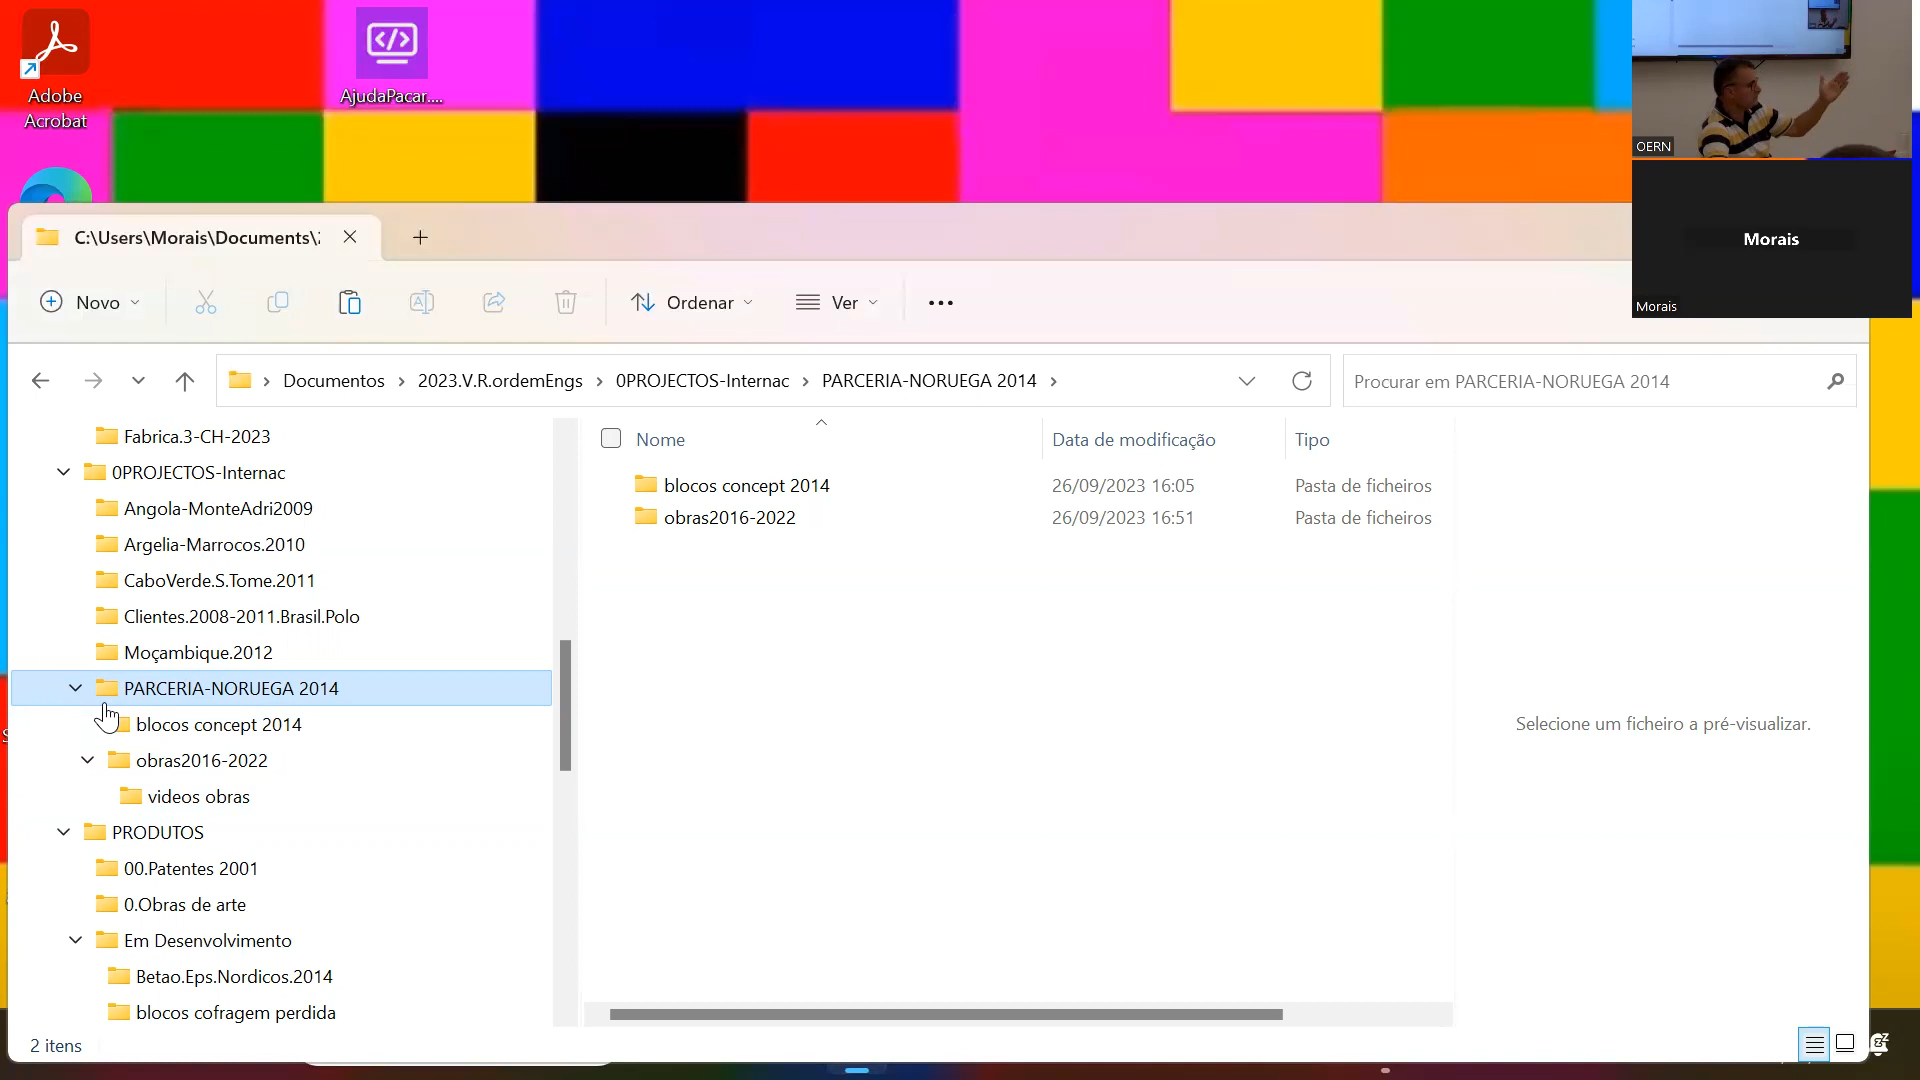 Adobe
Acrobat
AjudaPacar....
OERN
Morais
Morais
C:\Users\Morais\Documents\
Novo
Ordenar
Ver
Documentos
2023.V.R.ordemEngs
0PROJECTOS-Internac
PARCERIA-NORUEGA 2014
Procurar em PARCERIA-NORUEGA 2014
Fabrica.3-CH-2023
0PROJECTOS-Internac
Angola-MonteAdri2009
Argelia-Marrocos.2010
CaboVerde.S.Tome.2011
Clientes.2008-2011.Brasil.Polo
Moçambique.2012
PARCERIA-NORUEGA 2014
blocos concept 2014
obras2016-2022
videos obras
PRODUTOS
00.Patentes 2001
0.Obras de arte
Em Desenvolvimento
Betao.Eps.Nordicos.2014
blocos cofragem perdida
Nome
Data de modificação
Tipo
blocos concept 2014
26/09/2023 16:05
Pasta de ficheiros
obras2016-2022
26/09/2023 16:51
Pasta de ficheiros
Selecione um ficheiro a pré-visualizar.
2 itens